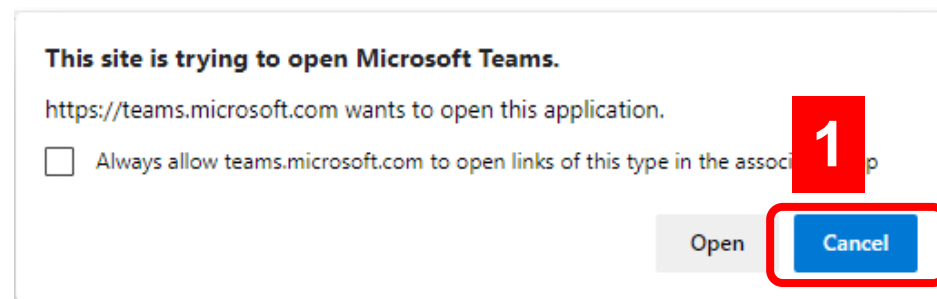 This site is trying to open Microsoft Teams.
https://teams.microsoft.com wants to open this application.
1
Always allow teams.microsoft.com to open links of this type in the
Open Cancel